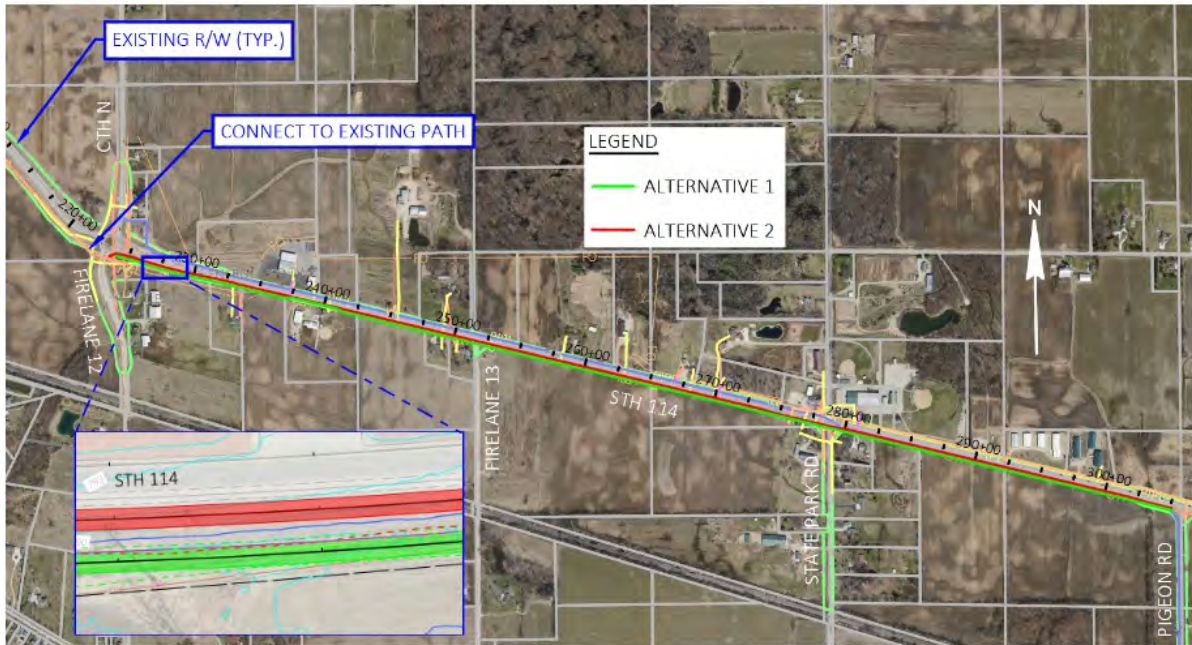 EXISTING R/W (TYP.)
CTH N
CONNECT TO EXISTING PATH
LEGEND
ALTERNATIVE 1
ALTERNATIVE 2
N
220+00
FIRELANE 12
240+00
250+00
260+00
270+00
280+00
290+00
300+00
STH 114
FIRELANE 13
STATE PARK RD
PIGEON RD
STH 114